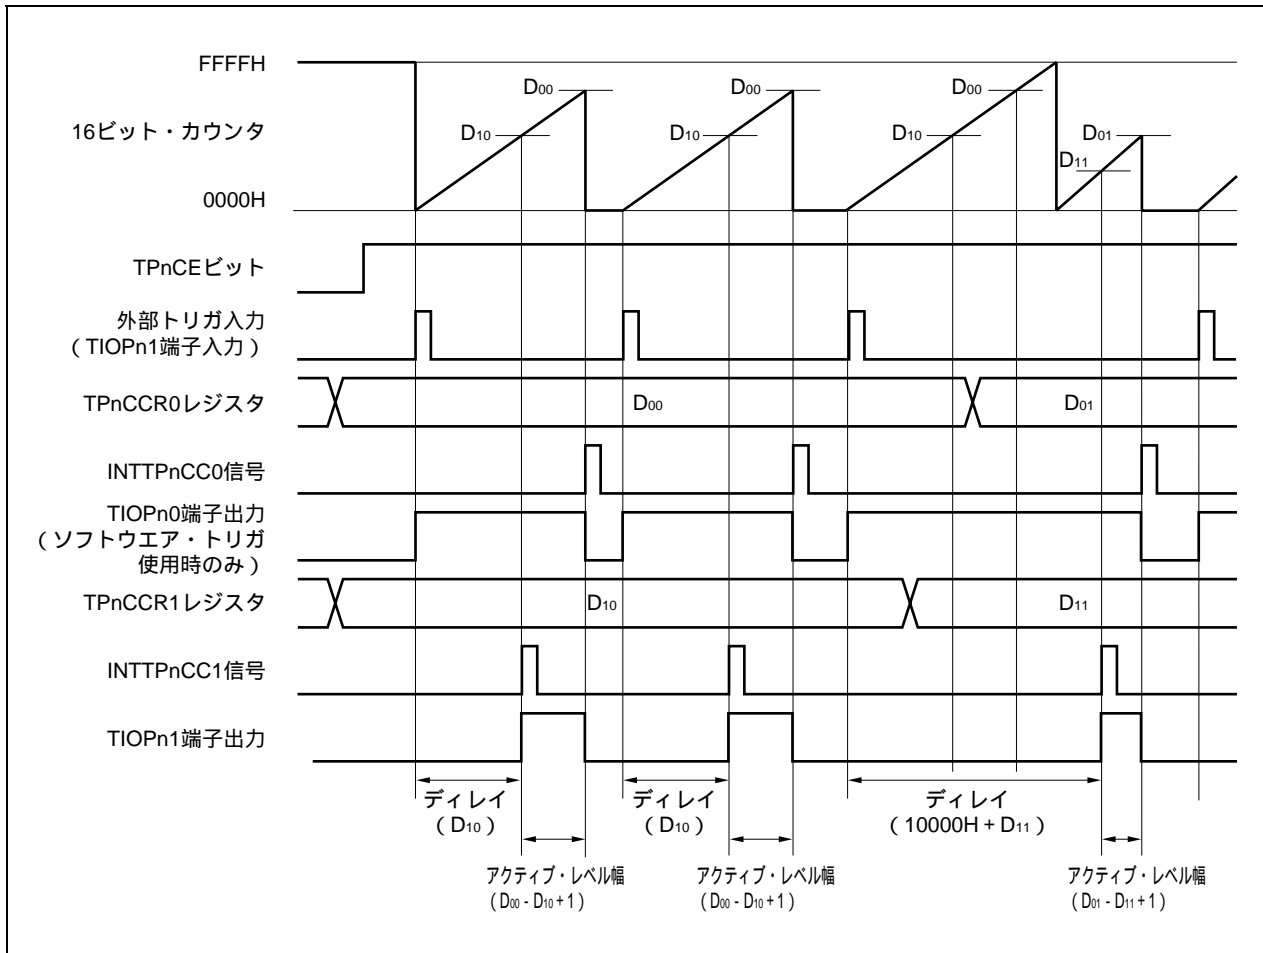 FFFFH
16ビット・カウンタ
0000H
D00
D10
D00
D10
D00
D10
D01
D11
TPnCEビット
外部トリガ入力
（TIOPn1端子入力）
TPnCCR0レジスタ
D00
D01
INTTPnCC0信号
TIOPn0端子出力
（ソフトウエア・トリガ
使用時のみ）
TPnCCR1レジスタ
D10
D11
INTTPnCC1信号
TIOPn1端子出力
ディレイ
（D10）
ディレイ
（D10）
ディレイ
（10000H + D11）
アクティブ・レベル幅
（D00 - D10 + 1）
アクティブ・レベル幅
（D00 - D10 + 1）
アクティブ・レベル幅
（D01 - D11 + 1）